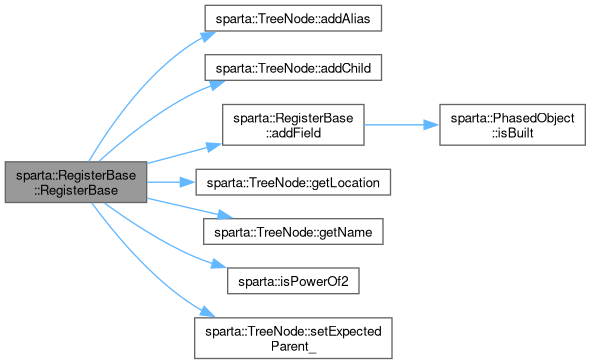 sparta::RegisterBase
::RegisterBase
sparta::TreeNode::addAlias
sparta::TreeNode::addChild
sparta::RegisterBase
::addField
sparta::PhasedObject
::isBuilt
sparta::TreeNode::getLocation
sparta::TreeNode::getName
sparta::isPowerOf2
sparta::TreeNode::setExpected
Parent_